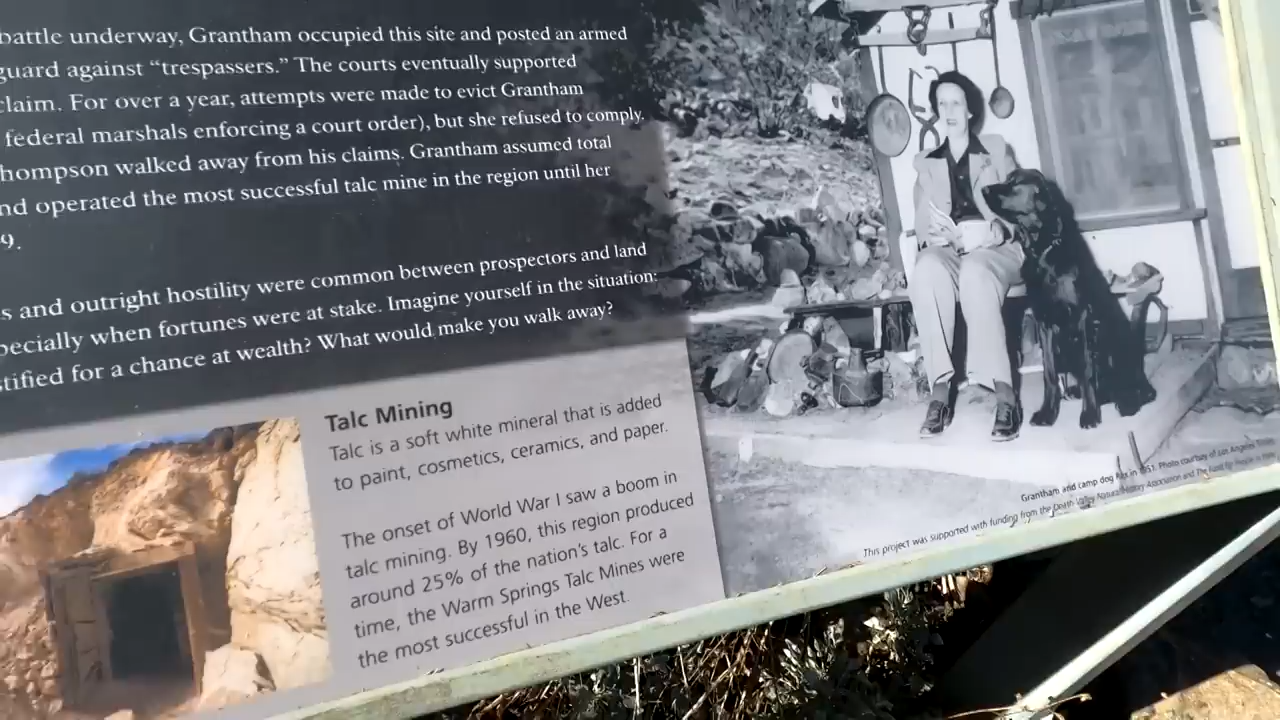 battle underway, Grantham occupied this site and posted an armed
guard against “trespassers.” The courts eventually supported
claim. For over a year, attempts were made to evict Grantham
federal marshals enforcing a court order), but she refused to comply.
hompson walked away from his claims. Grantham assumed total
nd operated the most successful talc mine in the region until her
9.
s and outright hostility were common between prospectors and land
pecially when fortunes were at stake. Imagine yourself in the situation:
stified for a chance at wealth? What would make you walk away?
Talc Mining
Talc is a soft white mineral that is added
to paint, cosmetics, ceramics, and paper.
The onset of World War I saw a boom in
talc mining. By 1960, this region produced
around 25% of the nation’s talc. For a
time, the Warm Springs Talc Mines were
the most successful in the West.
Grantham and camp dog Rex in 1951. Photo courtesy of Los Angeles Times
This project was supported with funding from the Death Valley Natural History Association and The Fund for People in Parks